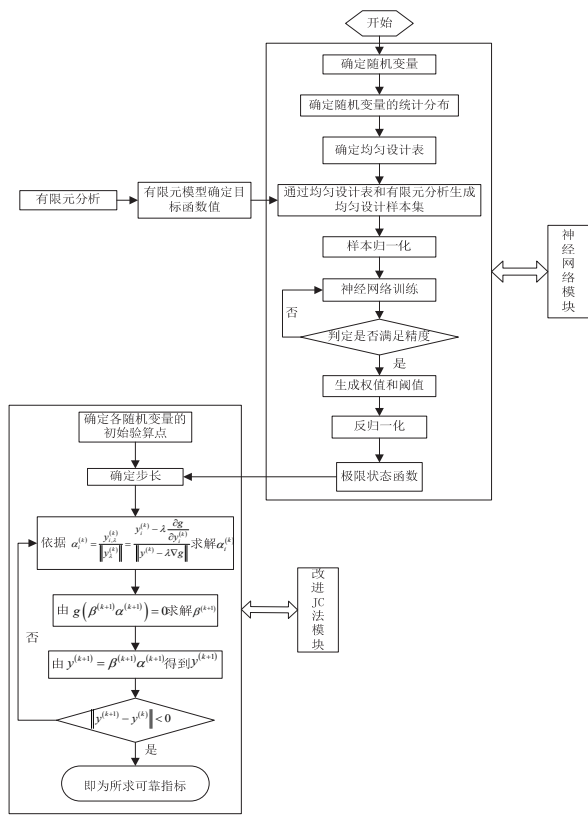 开始
确定随机变量
确定随机变量的统计分布
确定均匀设计表
有限元分析
有限元模型确定目
标函数值
通过均匀设计表和有限元分析生成
均匀设计样本集
样本归一化
神经网络训练
否
判定是否满足精度
是
生成权值和阈值
反归一化
极限状态函数
神
经
网
络
模
块
确定各随机变量的
初始验算点
确定步长
依据 α_i^{(k)} = \frac{y_{i,λ}^{(k)}}{‖y_λ^{(k)}‖} = \frac{y_i^{(k)} - λ\frac{∂g}{∂y_i^{(k)}}}{‖y^{(k)} - λ∇g‖} 求解 α_i^{(k)}
由 g(β^{(k+1)}α^{(k+1)}) = 0 求解 β^{(k+1)}
否
由 y^{(k+1)} = β^{(k+1)}α^{(k+1)} 得到 y^{(k+1)}
‖y^{(k+1)} - y^{(k)}‖ < 0
是
即为所求可靠指标
改
进
JC
法
模
块